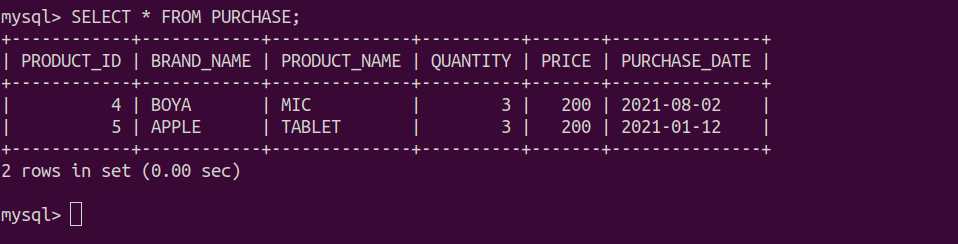 mysql> SELECT * FROM PURCHASE;
+------------+------------+--------------+----------+-------+---------------+
| PRODUCT_ID | BRAND_NAME | PRODUCT_NAME | QUANTITY | PRICE | PURCHASE_DATE |
+------------+------------+--------------+----------+-------+---------------+
|          4 | BOYA       | MIC          |        3 |   200 | 2021-08-02    |
|          5 | APPLE      | TABLET       |        3 |   200 | 2021-01-12    |
+------------+------------+--------------+----------+-------+---------------+
2 rows in set (0.00 sec)
mysql>